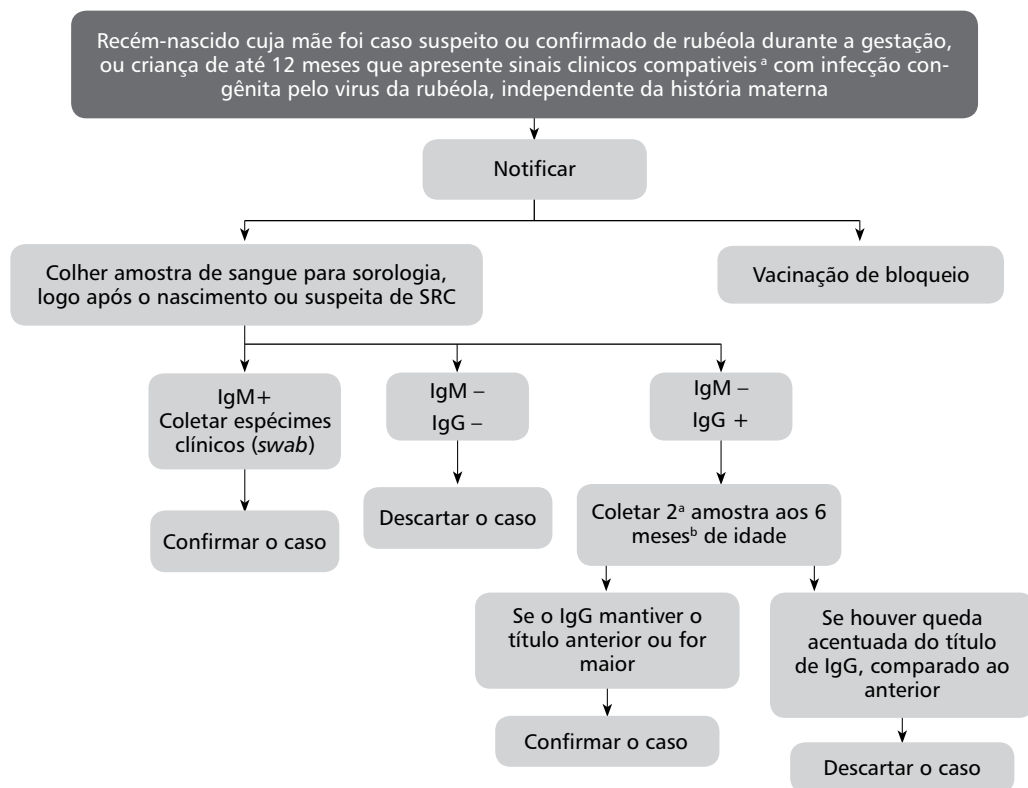 Recém-nascido cuja mãe foi caso suspeito ou confirmado de rubéola durante a gestação,
ou criança de até 12 meses que apresente sinais clinicos compativeis ª com infecção con-
gênita pelo virus da rubéola, independente da história materna
Notificar
Colher amostra de sangue para sorologia,
logo após o nascimento ou suspeita de SRC
Vacinação de bloqueio
IgM+
Coletar espécimes
clínicos (swab)
IgM –
IgG –
IgM –
IgG +
Confirmar o caso
Descartar o caso
Coletar 2ª amostra aos 6
mesesᵇ de idade
Se o IgG mantiver o
título anterior ou for
maior
Se houver queda
acentuada do título
de IgG, comparado ao
anterior
Confirmar o caso
Descartar o caso